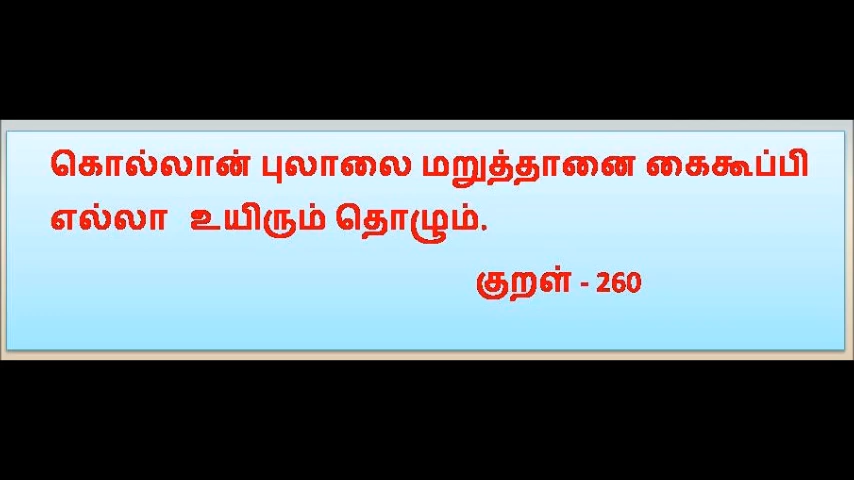 கொல்லான் புலாலை மறுத்தானை கைகூப்பி
எல்லா உயிரும் தொழும்.
குறள் - 260